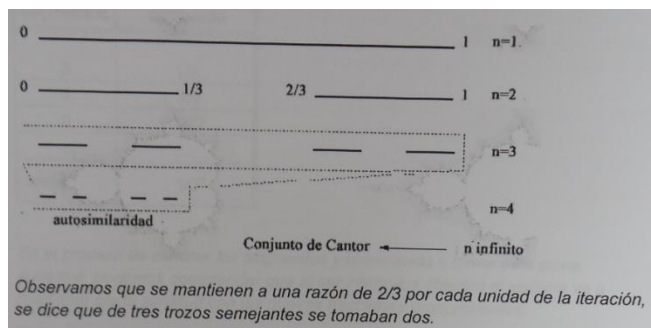 0 1 n=1.
0 1/3 2/3 1 n=2
n=3
n=4
autosimilaridad
Conjunto de Cantor n infinito
Observamos que se mantienen a una razón de 2/3 por cada unidad de la iteración,
se dice que de tres trozos semejantes se tomaban dos.